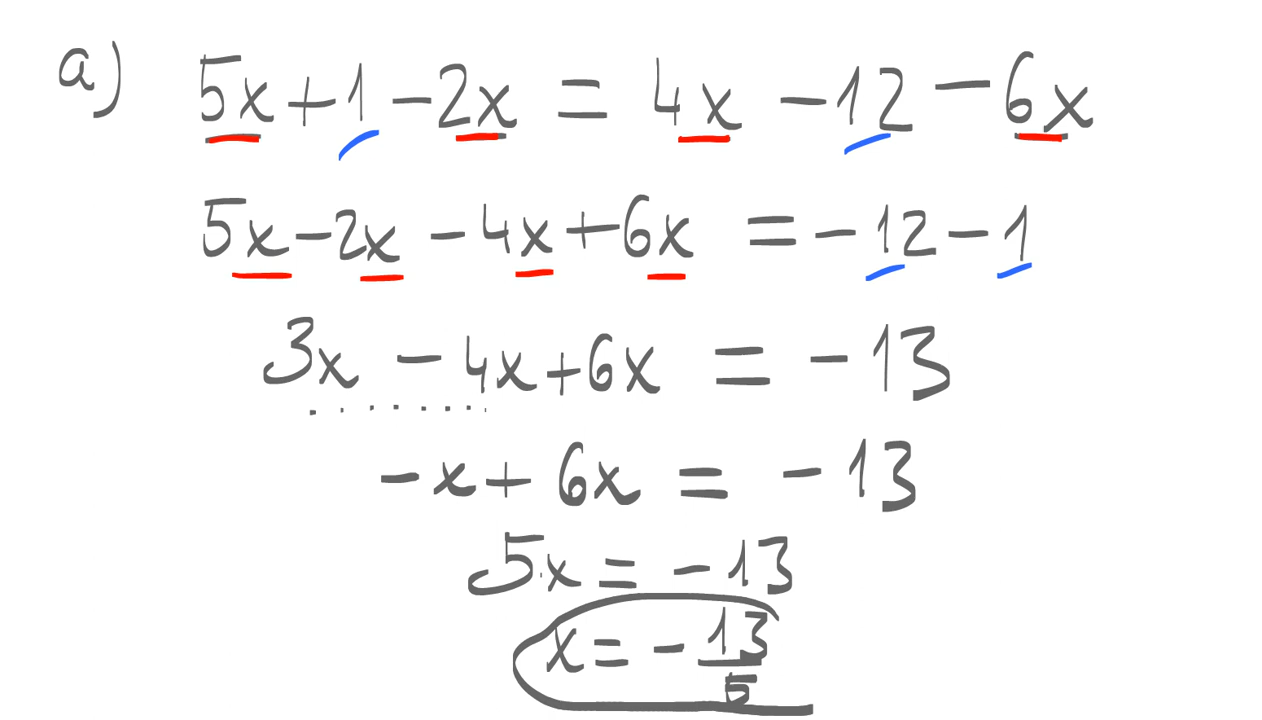 a) 5x+1-2x = 4x -12 - 6x
5x-2x -4x+6x = -12-1
3x - 4x+6x = -13
-x+ 6x = -13
5x= -13
x= - 13/5